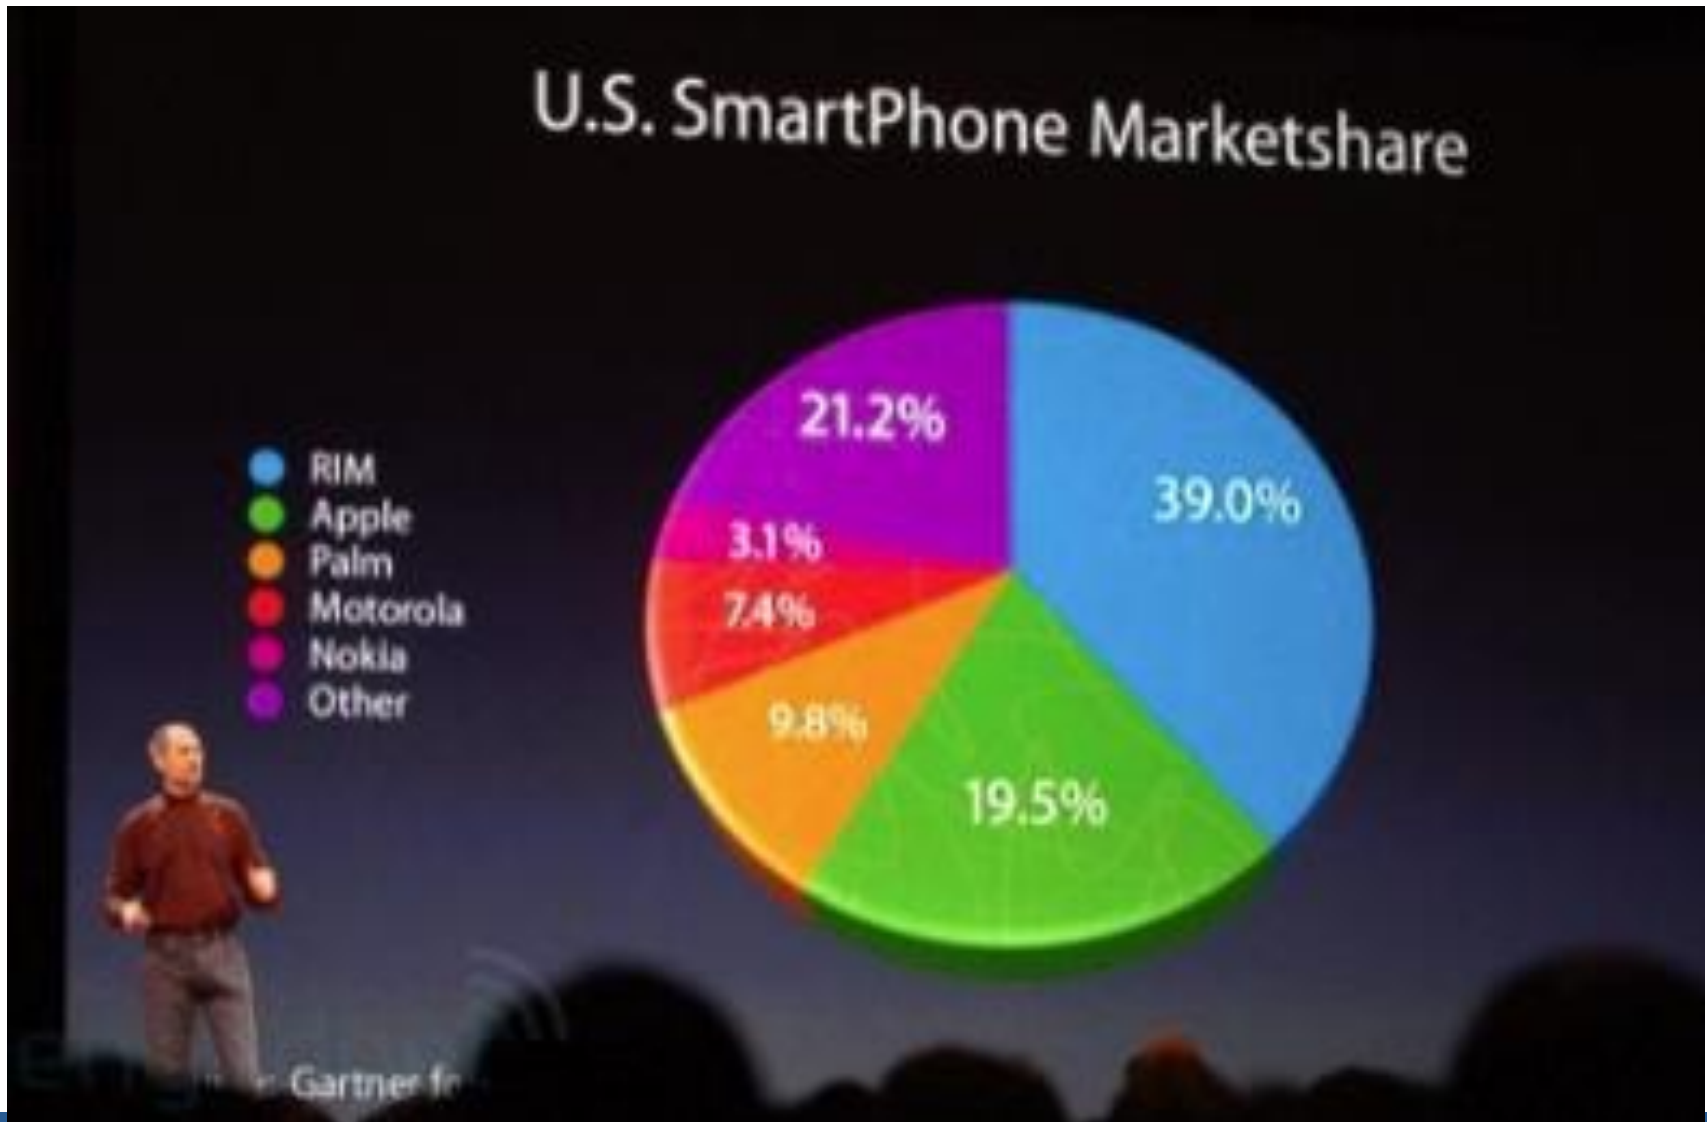 U.S. SmartPhone Marketshare
21.2%
39.0%
RIM
Apple
Palm
Motorola
Nokia
Other
3.1%
7.4%
9.8%
19.5%
Gartner